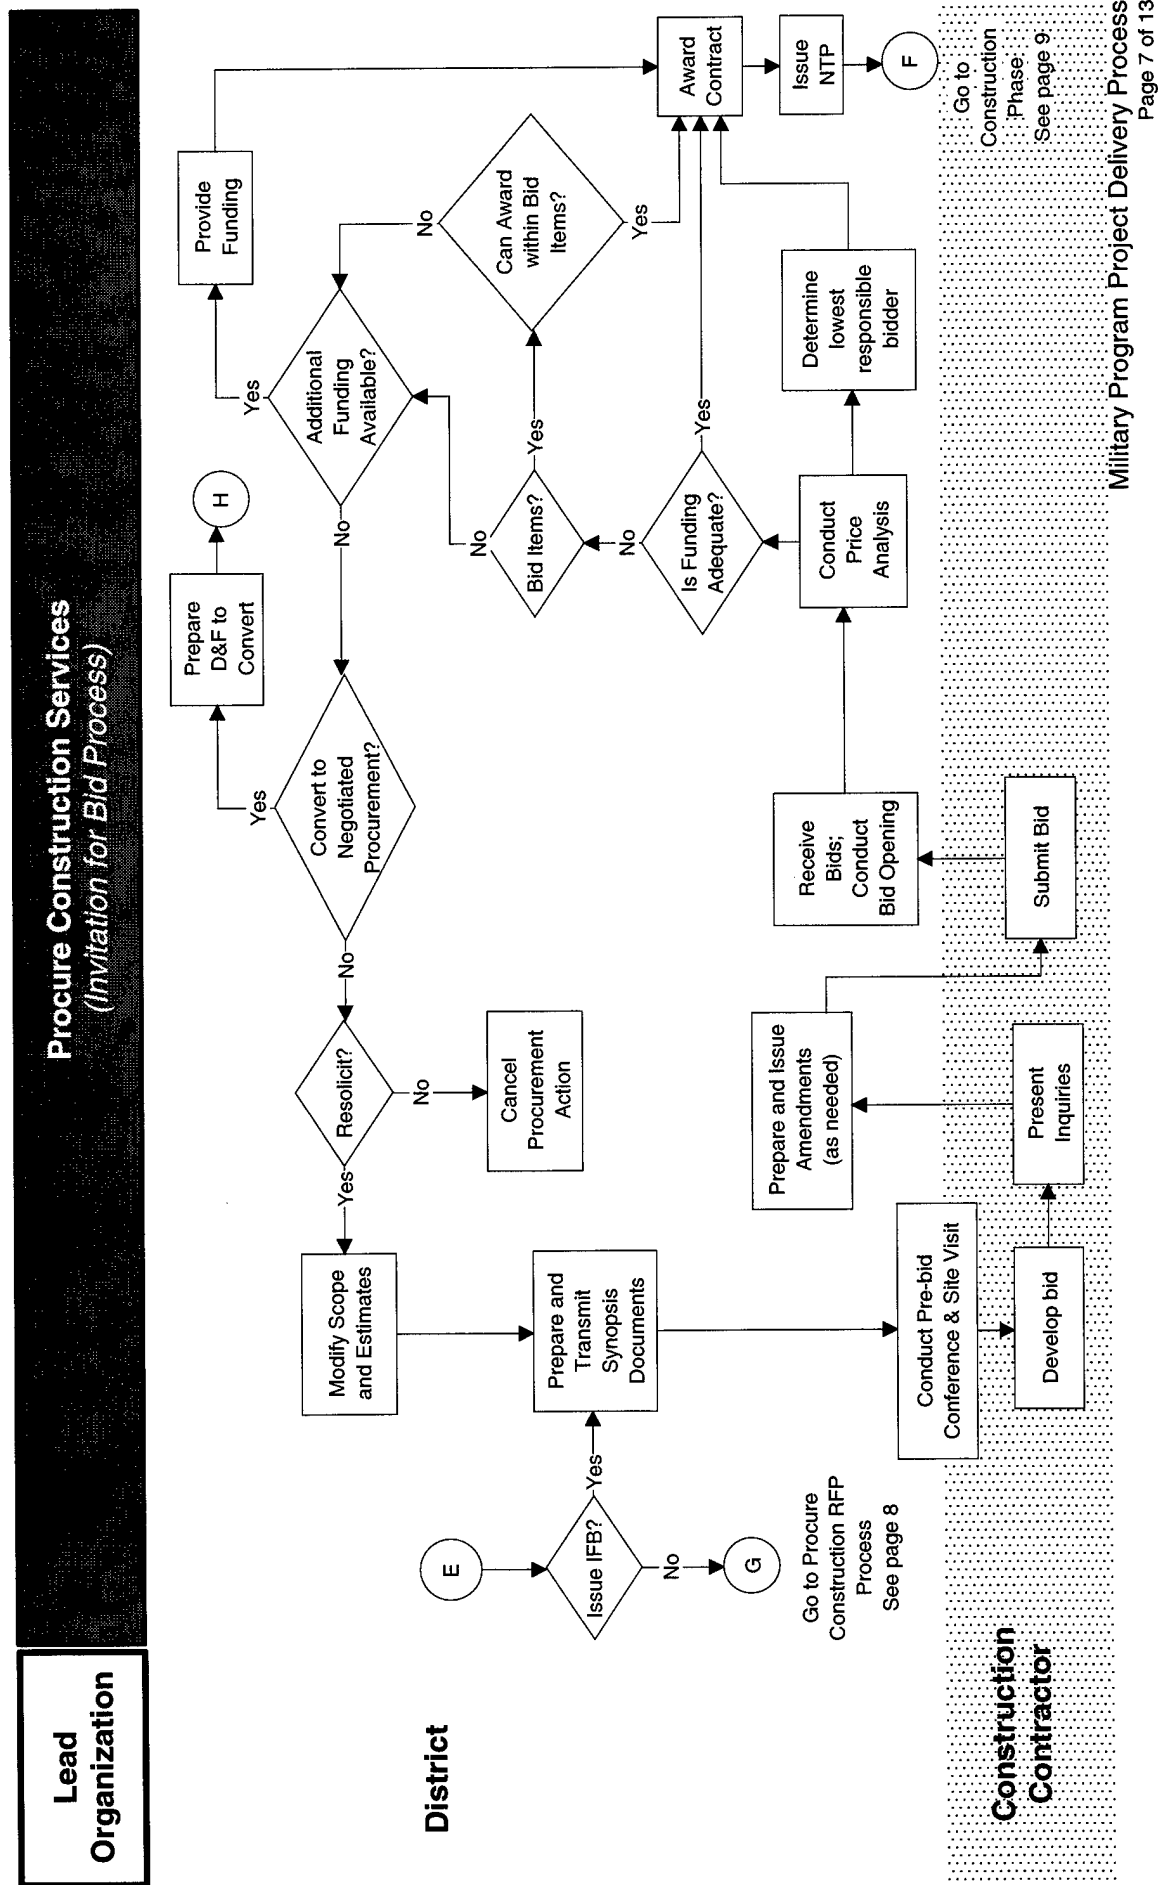 Procure Construction Services
(Invitation for Bid Process)
Lead
Organization
District
Construction
Contractor
E
Issue IFB?
Yes
No
G
Go to Procure
Construction RFP
Process
See page 8
Modify Scope
and Estimates
Prepare and
Transmit
Synopsis
Documents
Conduct Pre-bid
Conference & Site Visit
Develop bid
Present
Inquiries
Prepare and Issue
Amendments
(as needed)
Submit Bid
Receive
Bids;
Conduct
Bid Opening
Conduct
Price
Analysis
Determine
lowest
responsible
bidder
Is Funding
Adequate?
Yes
No
Bid Items?
Yes
No
Can Award
within Bid
Items?
Yes
No
Additional
Funding
Available?
Yes
No
Provide
Funding
Convert to
Negotiated
Procurement?
Yes
No
Prepare
D&F to
Convert
H
Resolicit?
Yes
No
Cancel
Procurement
Action
Award
Contract
Issue
NTP
F
Go to
Construction
Phase;
See page 9
Military Program Project Delivery Process
Page 7 of 13